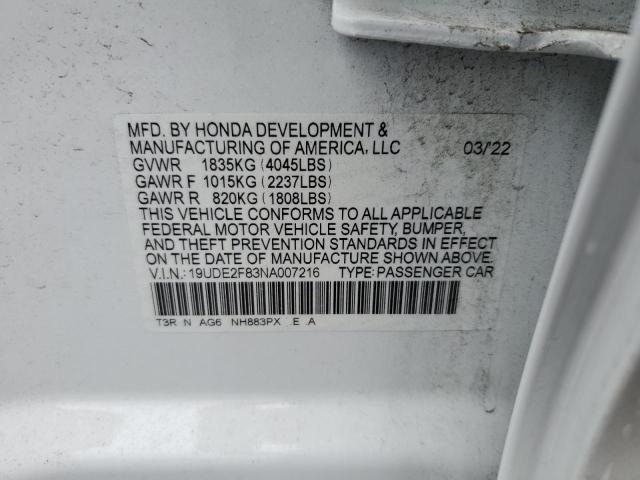 MFD. BY HONDA DEVELOPMENT &
MANUFACTURING OF AMERICA, LLC 03/'22
GVWR 1835KG (4045LBS)
GAWR F 1015KG (2237LBS)
GAWR R 820KG (1808LBS)
THIS VEHICLE CONFORMS TO ALL APPLICABLE
FEDERAL MOTOR VEHICLE SAFETY, BUMPER,
AND THEFT PREVENTION STANDARDS IN EFFECT
ON THE DATE OF MANUFACTURE SHOWN ABOVE.
V.I.N.: 19UDE2F83NA007216 TYPE: PASSENGER CAR
T3R N AG6 NH883PX E A